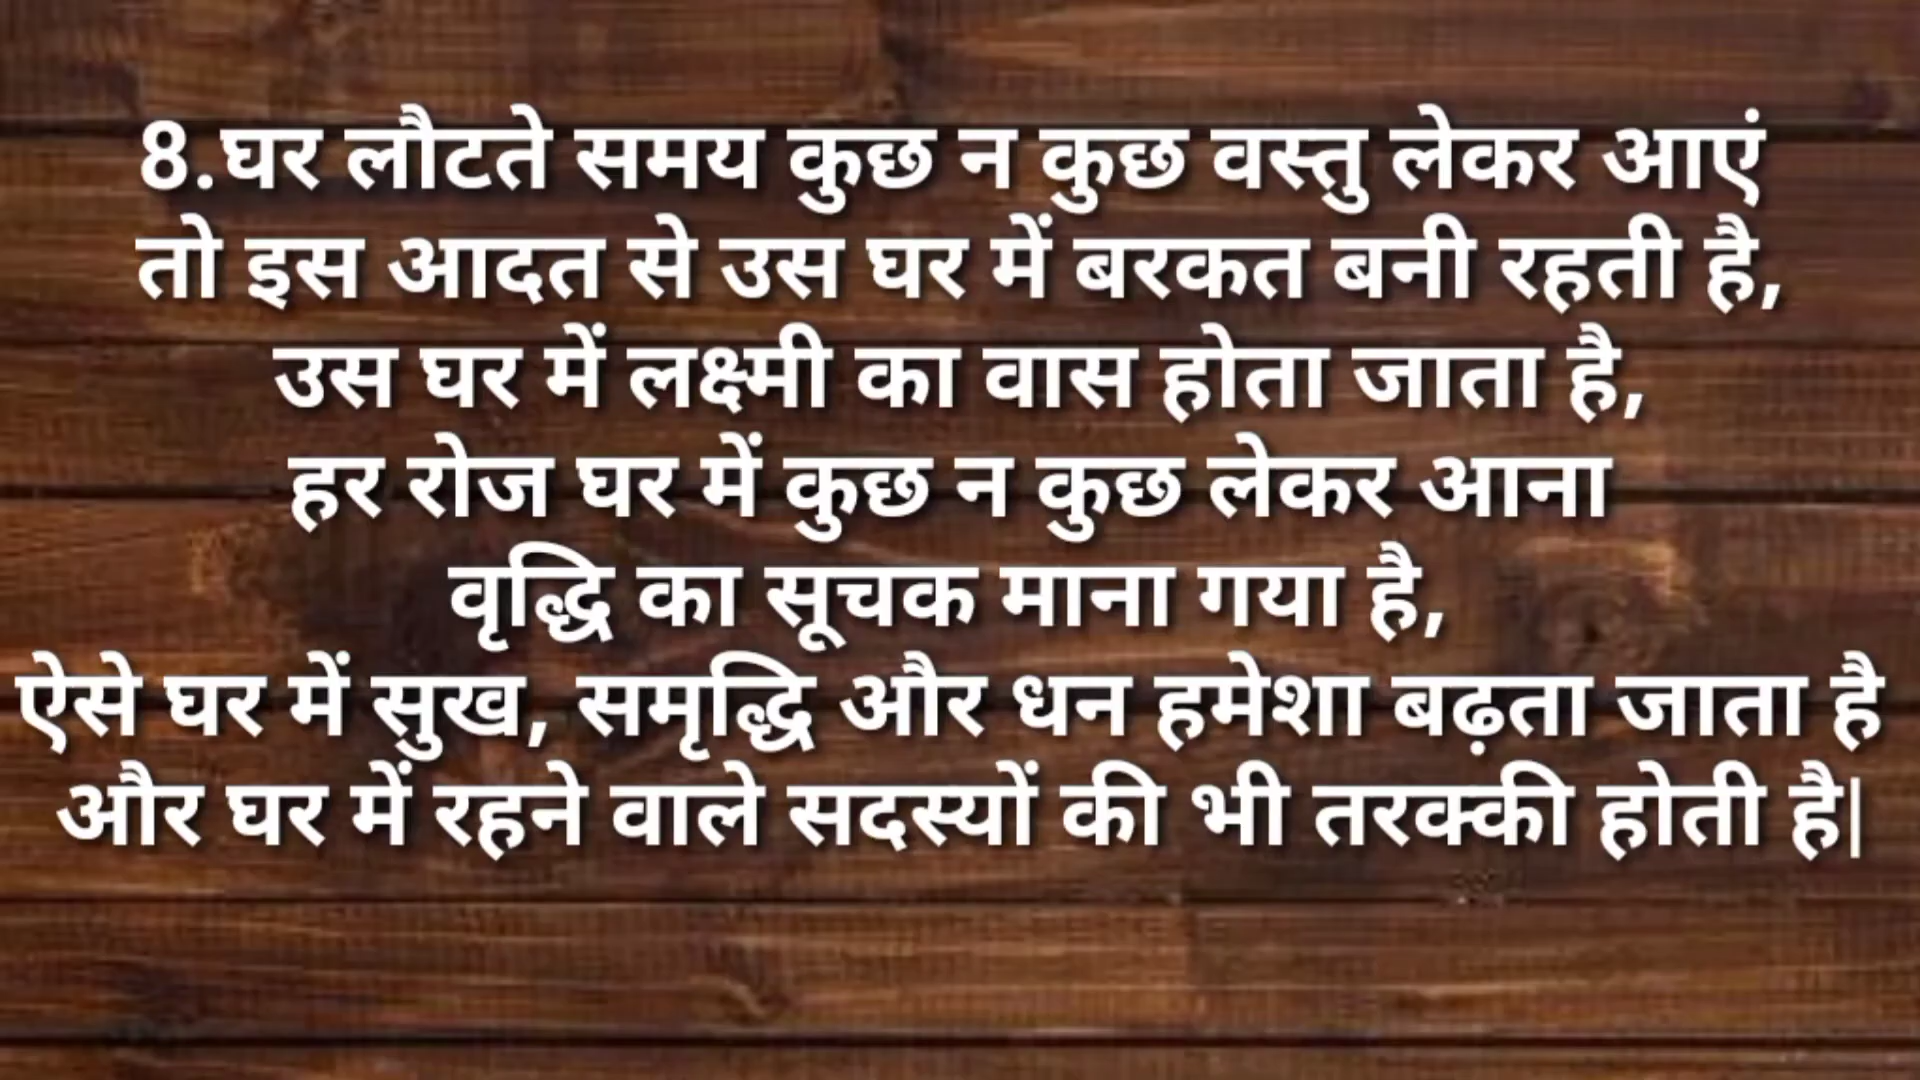 8.घर लौटते समय कुछ न कुछ वस्तु लेकर आएं
तो इस आदत से उस घर में बरकत बनी रहती है,
उस घर में लक्ष्मी का वास होता जाता है,
हर रोज घर में कुछ न कुछ लेकर आना
वृद्धि का सूचक माना गया है,
ऐसे घर में सुख, समृद्धि और धन हमेशा बढ़ता जाता है
और घर में रहने वाले सदस्यों की भी तरक्की होती है|